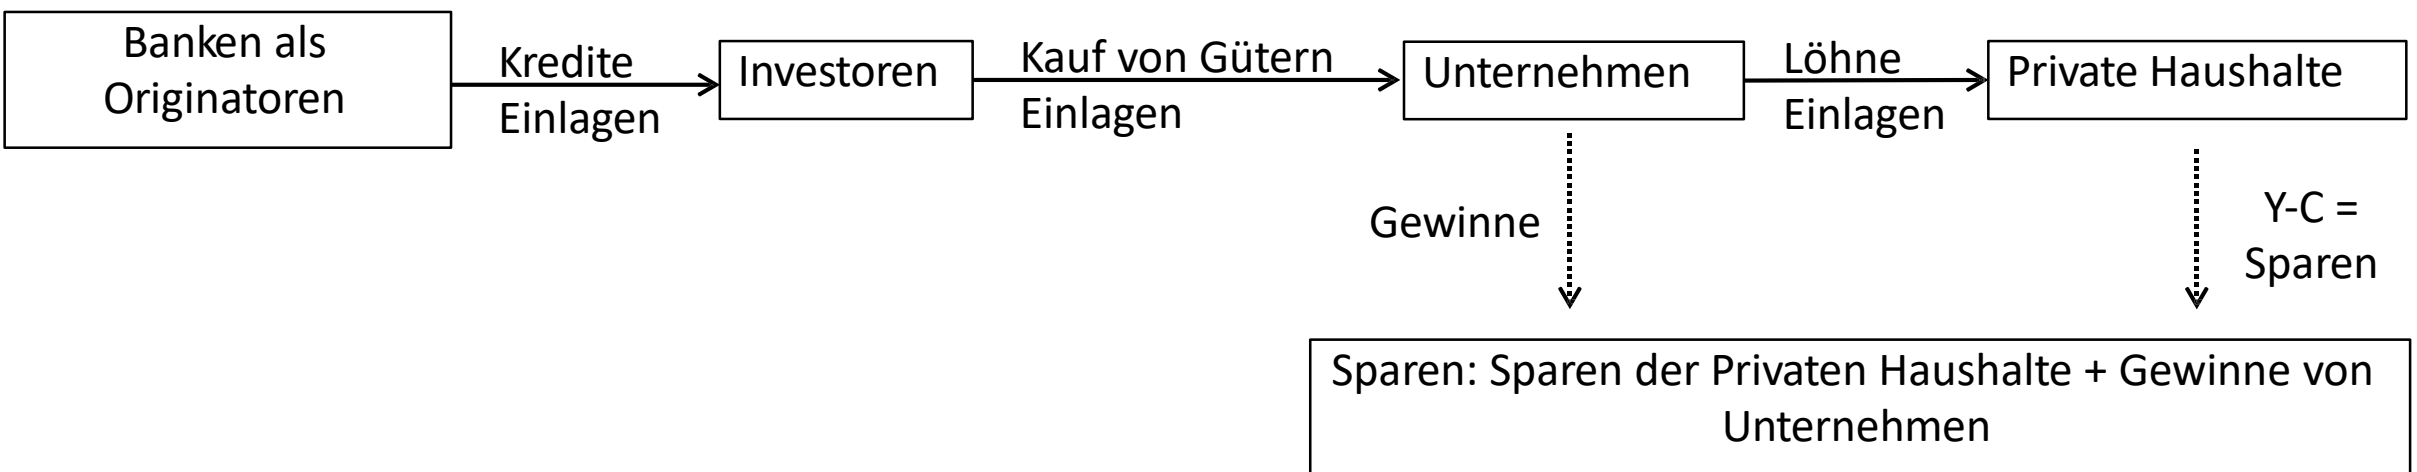 Banken als
Originatoren
Kredite
Einlagen
Investoren
Kauf von Gütern
Einlagen
Unternehmen
Löhne
Einlagen
Private Haushalte
Gewinne
Y-C =
Sparen
Sparen: Sparen der Privaten Haushalte + Gewinne von
Unternehmen